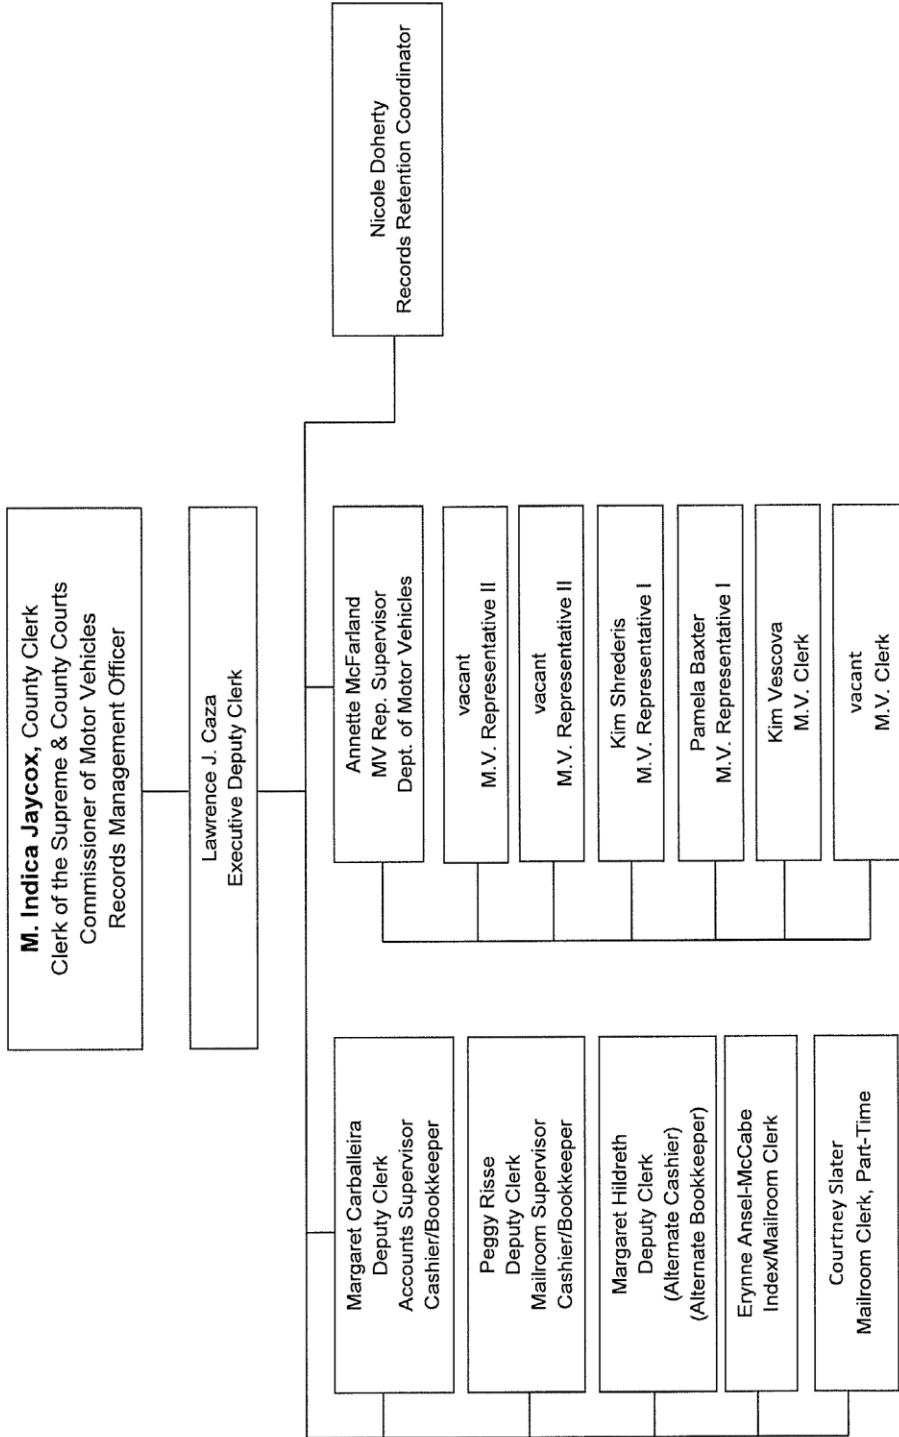 M. Indica Jaycox, County Clerk
Clerk of the Supreme & County Courts
Commissioner of Motor Vehicles
Records Management Officer
Lawrence J. Caza
Executive Deputy Clerk
Margaret Carballeira
Deputy Clerk
Accounts Supervisor
Cashier/Bookkeeper
Peggy Risse
Deputy Clerk
Mailroom Supervisor
Cashier/Bookkeeper
Margaret Hildreth
Deputy Clerk
(Alternate Cashier)
(Alternate Bookkeeper)
Erynne Ansel-McCabe
Index/Mailroom Clerk
Courtney Slater
Mailroom Clerk, Part-Time
Annette McFarland
MV Rep. Supervisor
Dept. of Motor Vehicles
vacant
M.V. Representative II
vacant
M.V. Representative II
Kim Shrederis
M.V. Representative I
Pamela Baxter
M.V. Representative I
Kim Vescova
M.V. Clerk
vacant
M.V. Clerk
Nicole Doherty
Records Retention Coordinator